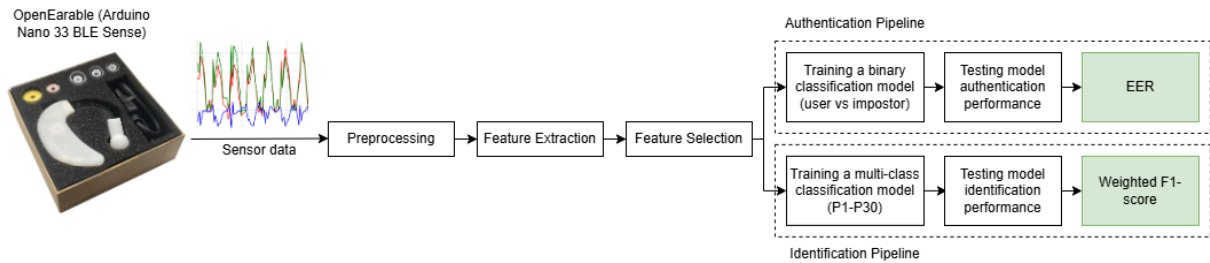 OpenEarable (Arduino
Nano 33 BLE Sense)
Sensor data
Preprocessing
Feature Extraction
Feature Selection
Authentication Pipeline
Training a binary
classification model
(user vs impostor)
Testing model
authentication
performance
EER
Training a multi-class
classification model
(P1-P30)
Testing model
identification
performance
Weighted F1-
score
Identification Pipeline